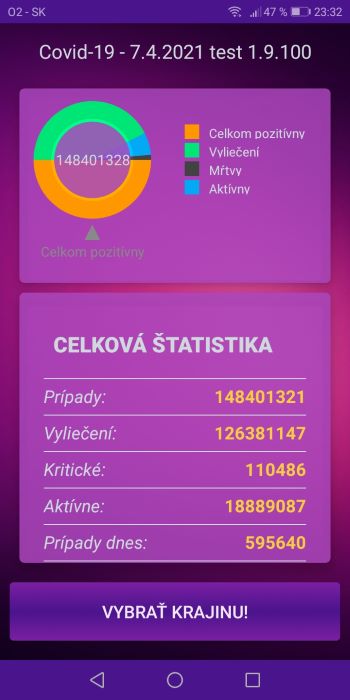 O2 - SK 47 % 23:32
Covid-19 - 7.4.2021 test 1.9.100
148401328
Celkom pozitívny
Vyliečení
Mŕtvy
Aktívny
Celkom pozitívny
CELKOVÁ ŠTATISTIKA
Prípady: 148401321
Vyliečení: 126381147
Kritické: 110486
Aktívne: 18889087
Prípady dnes: 595640
VYBRAŤ KRAJINU!